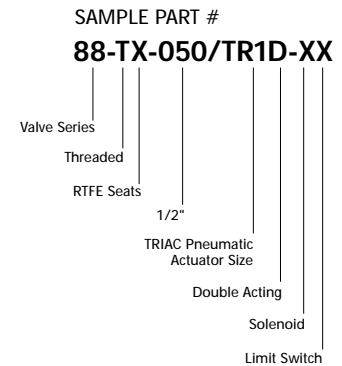 SAMPLE PART #
88-TX-050/TR1D-XX
Valve Series
Threaded
RTFE Seats
1/2"
TRIAC Pneumatic
Actuator Size
Double Acting
Solenoid
Limit Switch